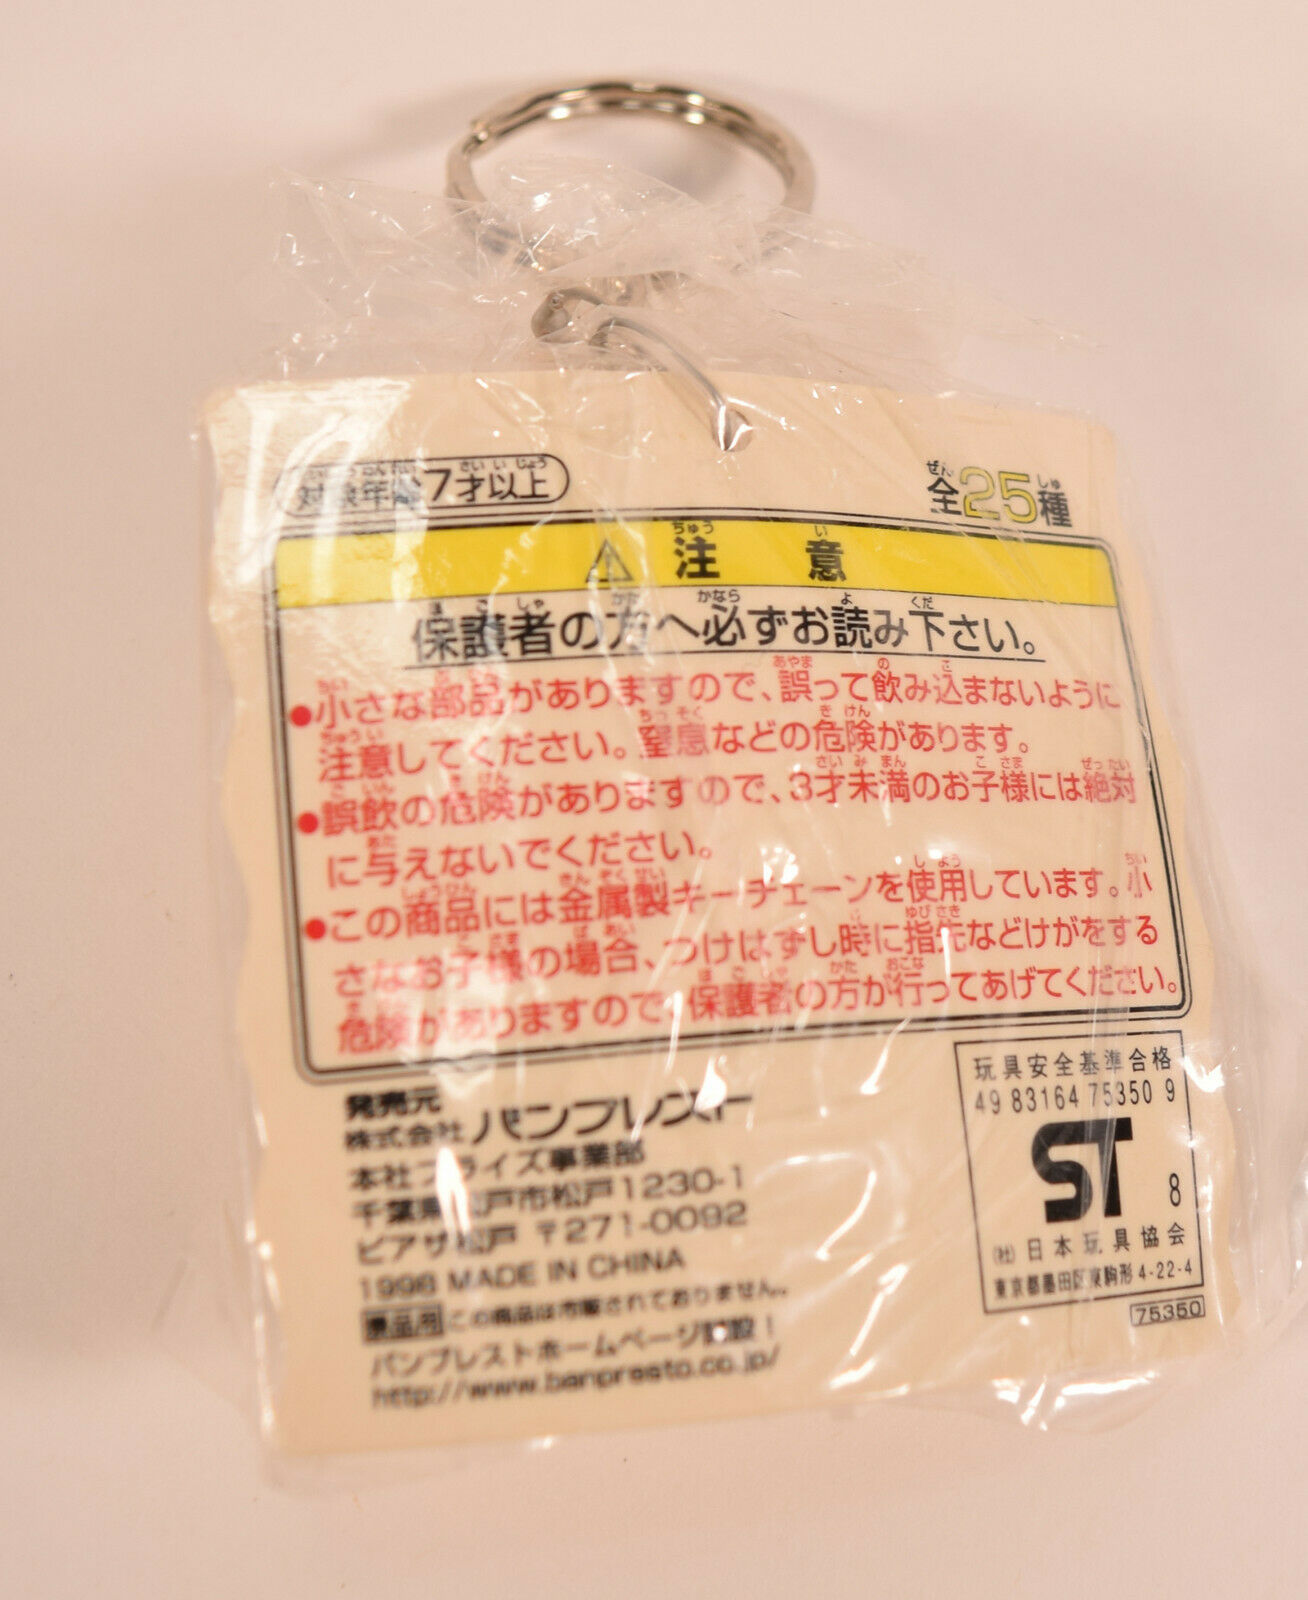 対象年齢7才以上
全25種
注意
保護者の方へ必ずお読み下さい。
●小さな部品がありますので、誤って飲み込まないように
注意してください。窒息などの危険があります。
●誤飲の危険がありますので、3才未満のお子様には絶対
に与えないでください。
●この商品には金属製キーチェーンを使用しています。小
さなお子様の場合、つけはずし時に指先などけがをする
危険がありますので、保護者の方が行ってあげてください。
発売元
株式会社 バンプレスト
本社プライズ事業部
千葉県松戸市松戸1230-1
ピアザ松戸 〒271-0092
1998 MADE IN CHINA
景品用 この商品は市販されておりません。
バンプレストホームページ開設!
http://www.banpresto.co.jp/
玩具安全基準合格
49 83164 75350 9
ST 8
(社)日本玩具協会
東京都墨田区東駒形4-22-4
75350